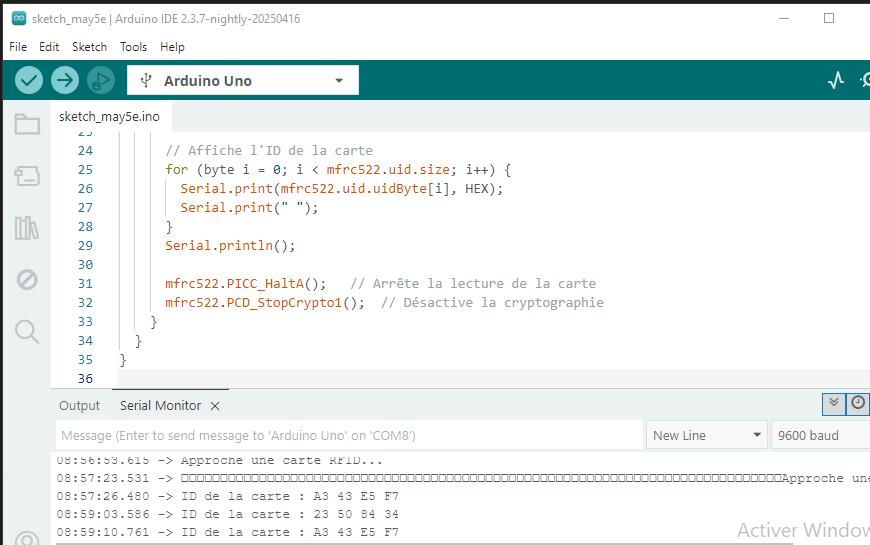 sketch_may5e | Arduino IDE 2.3.7-nightly-20250416
File Edit Sketch Tools Help
Arduino Uno
sketch_may5e.ino
23
24 // Affiche l'ID de la carte
25 for (byte i = 0; i < mfrc522.uid.size; i++) {
26 Serial.print(mfrc522.uid.uidByte[i], HEX);
27 Serial.print(" ");
28 }
29 Serial.println();
30
31 mfrc522.PICC_HaltA(); // Arrête la lecture de la carte
32 mfrc522.PCD_StopCrypto1(); // Désactive la cryptographie
33 }
34 }
35 }
36
Output Serial Monitor
Message (Enter to send message to 'Arduino Uno' on 'COM8')
New Line
9600 baud
08:56:53.615 -> Approche une carte RFID...
08:57:23.531 -> Approche une
08:57:26.480 -> ID de la carte : A3 43 E5 F7
08:59:03.586 -> ID de la carte : 23 50 84 34
08:59:10.761 -> ID de la carte : A3 43 E5 F7
Activer Window